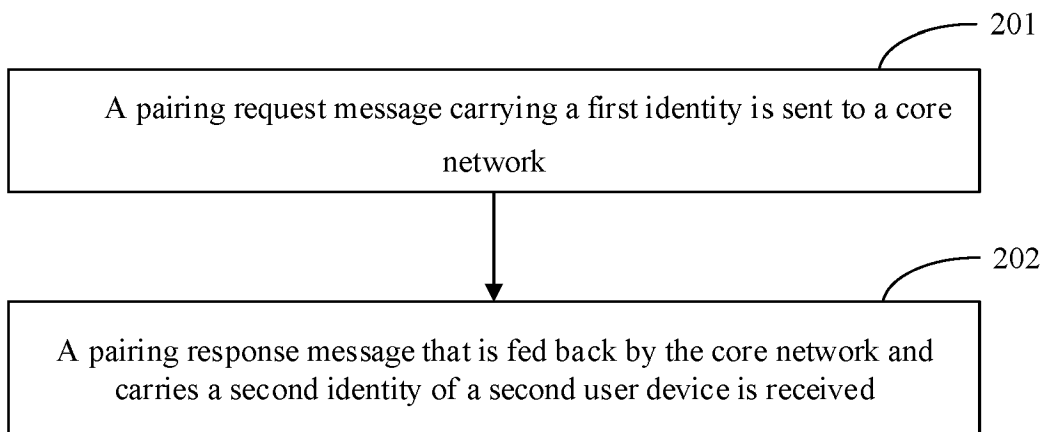 201
A pairing request message carrying a first identity is sent to a core
network
202
A pairing response message that is fed back by the core network and
carries a second identity of a second user device is received